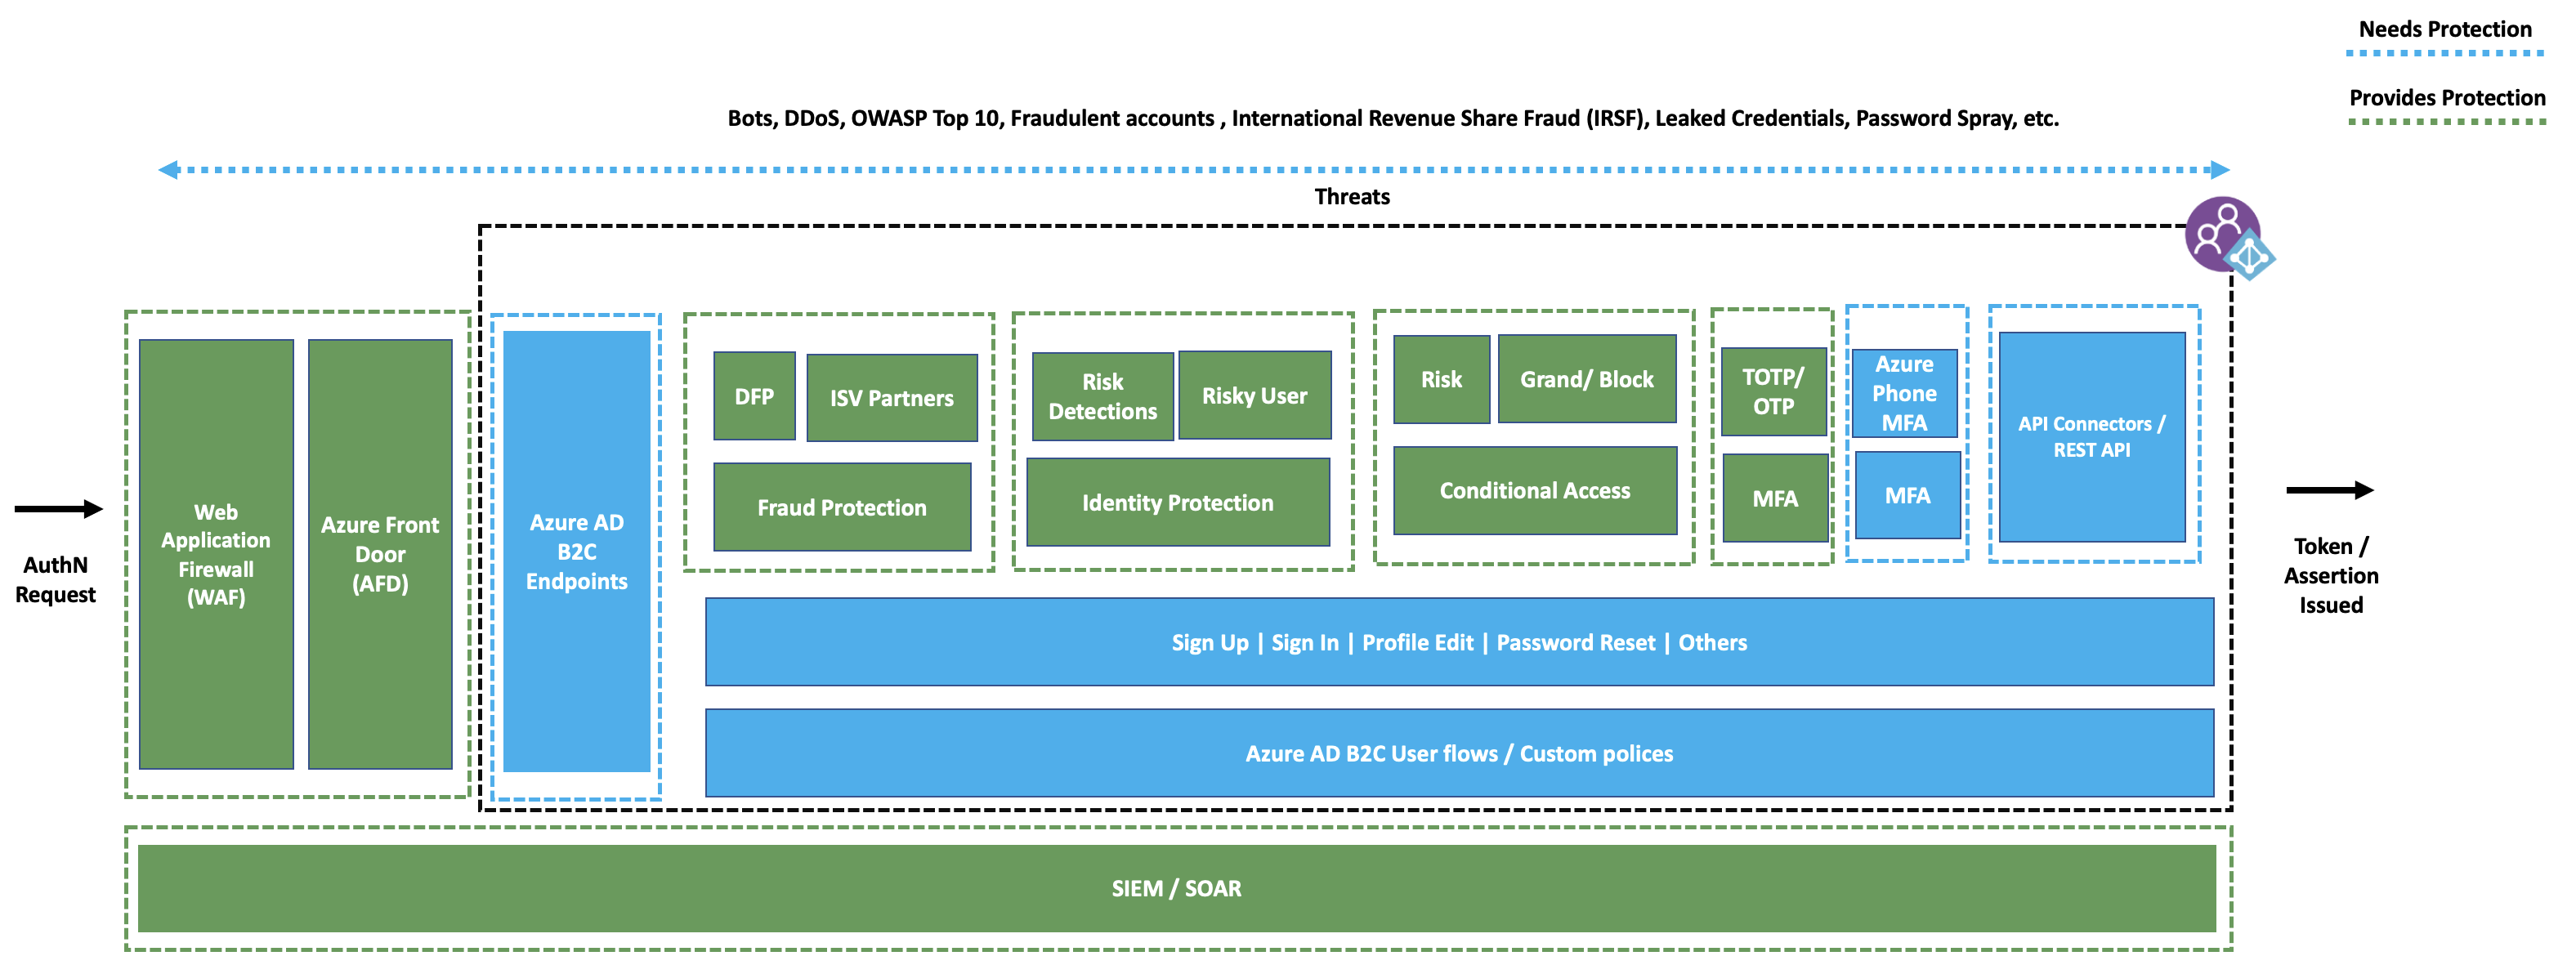 Needs Protection
Provides Protection
Bots, DDoS, OWASP Top 10, Fraudulent accounts , International Revenue Share Fraud (IRSF), Leaked Credentials, Password Spray, etc.
Threats
AuthN
Request
Web
Application
Firewall
(WAF)
Azure Front
Door
(AFD)
Azure AD
B2C
Endpoints
DFP
ISV Partners
Fraud Protection
Risk
Detections
Risky User
Identity Protection
Risk
Grand/ Block
Conditional Access
TOTP/
OTP
MFA
Azure
Phone
MFA
MFA
API Connectors /
REST API
Token /
Assertion
Issued
Sign Up | Sign In | Profile Edit | Password Reset | Others
Azure AD B2C User flows / Custom polices
SIEM / SOAR